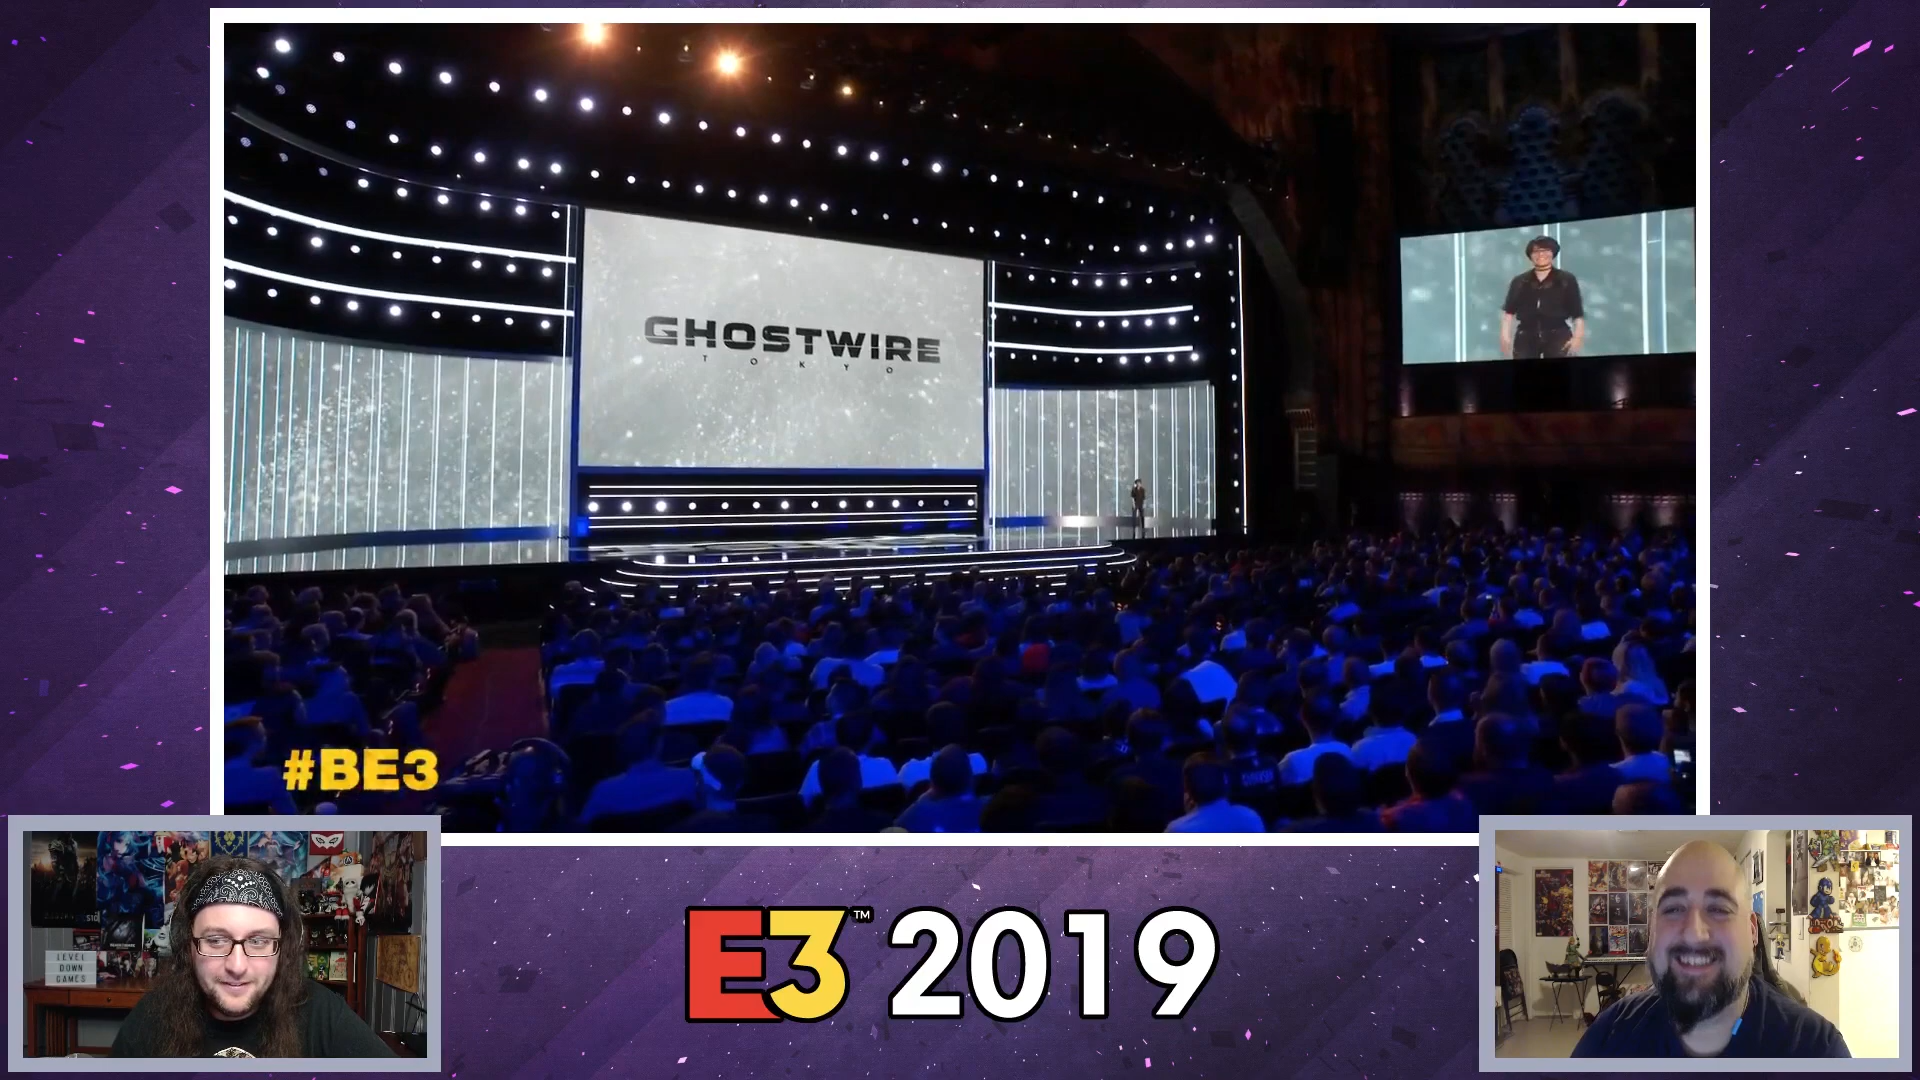 GHOSTWIRE
TOKYO
#BE3
LEVEL
DOWN
GAMES
E3™ 2019